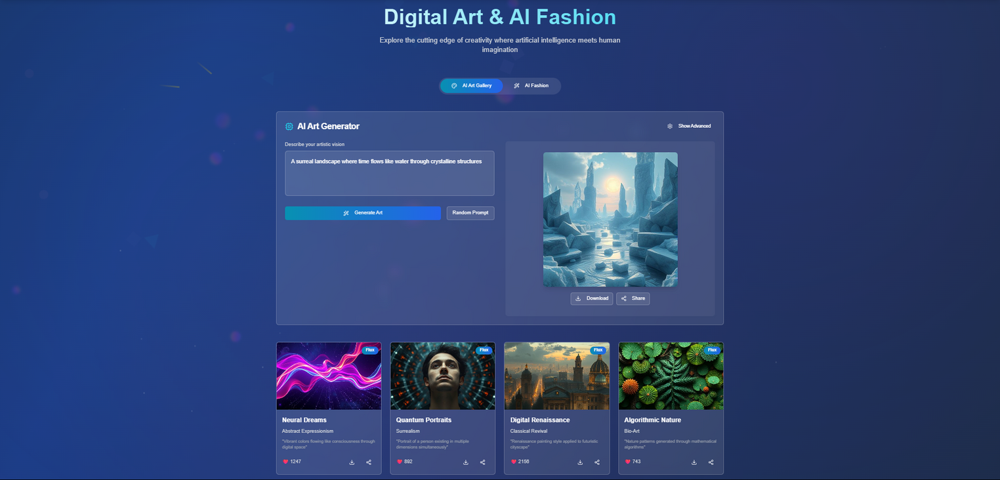 Digital Art & AI Fashion
Explore the cutting edge of creativity where artificial intelligence meets human
imagination
AI Art Gallery
AI Fashion
AI Art Generator
Show Advanced
Describe your artistic vision
A surreal landscape where time flows like water through crystalline structures
Generate Art
Random Prompt
Download
Share
Flux
Neural Dreams
Abstract Expressionism
"Vibrant colors flowing like consciousness through
digital space"
1247
Flux
Quantum Portraits
Surrealism
"Portrait of a person existing in multiple
dimensions simultaneously"
892
Flux
Digital Renaissance
Classical Revival
"Renaissance painting style applied to futuristic
cityscape"
2156
Flux
Algorithmic Nature
Bio-Art
"Nature patterns generated through mathematical
algorithms"
743